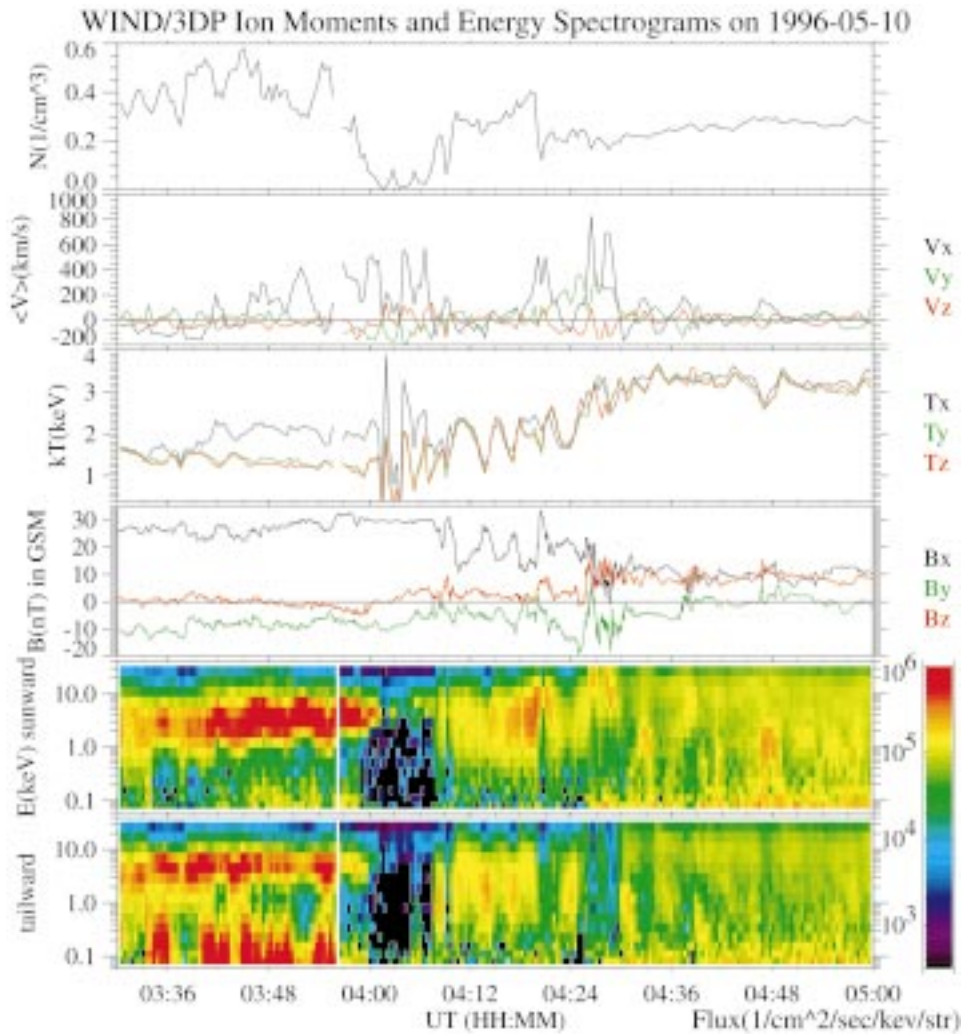 WIND/3DP Ion Moments and Energy Spectrograms on 1996-05-10
0.6
0.4
0.2
0.0
N(1/cm^3)
1000
800
600
400
200
0
-200
<V>(km/s)
Vx
Vy
Vz
4
3
2
1
kT(keV)
Tx
Ty
Tz
30
20
10
0
-10
-20
B(nT) in GSM
Bx
By
Bz
10.0
1.0
0.1
E(keV) sunward
10.0
1.0
0.1
tailward
10^6
10^5
10^4
10^3
03:36 03:48 04:00 04:12 04:24 04:36 04:48 05:00
UT (HH:MM)
Flux(1/cm^2/sec/kev/str)